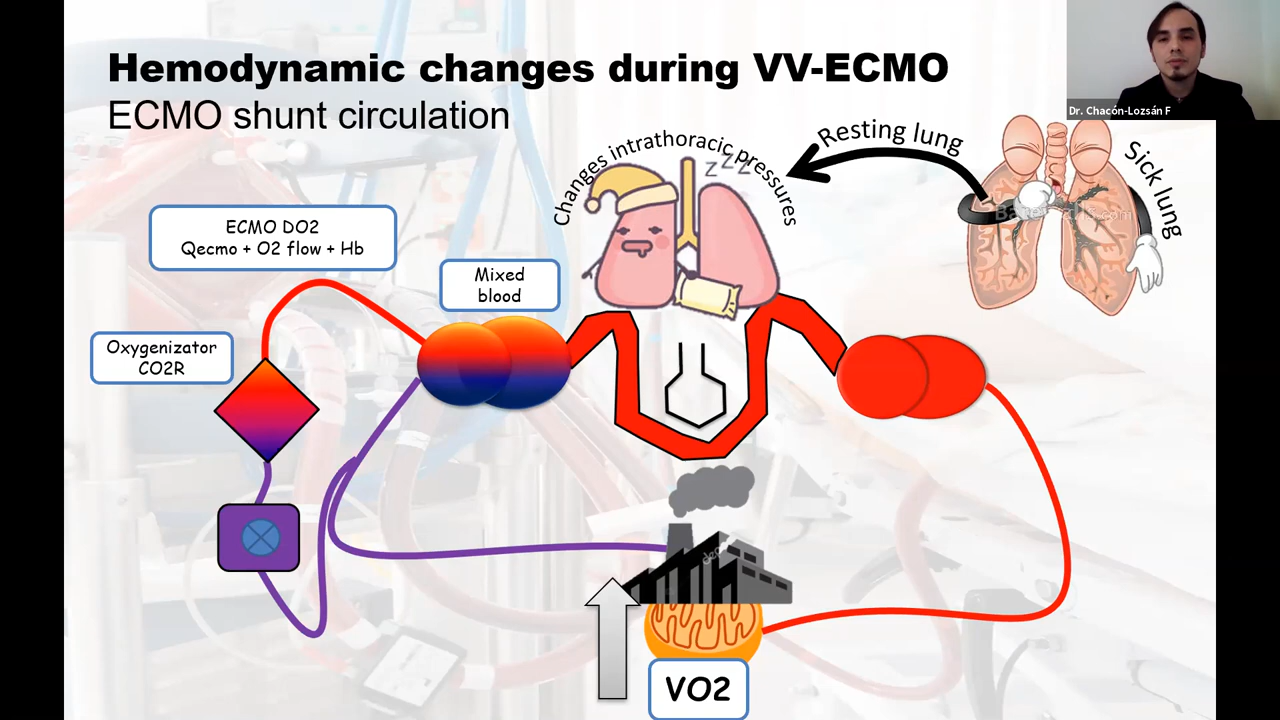 Hemodynamic changes during VV-ECMO
ECMO shunt circulation
Dr. Chacón-Lozsán F
Changes intrathoracic pressures
zZZ
Resting lung
Sick lung
ECMO DO2
Qecmo + O2 flow + Hb
Mixed
blood
Oxygenizator
CO2R
VO2